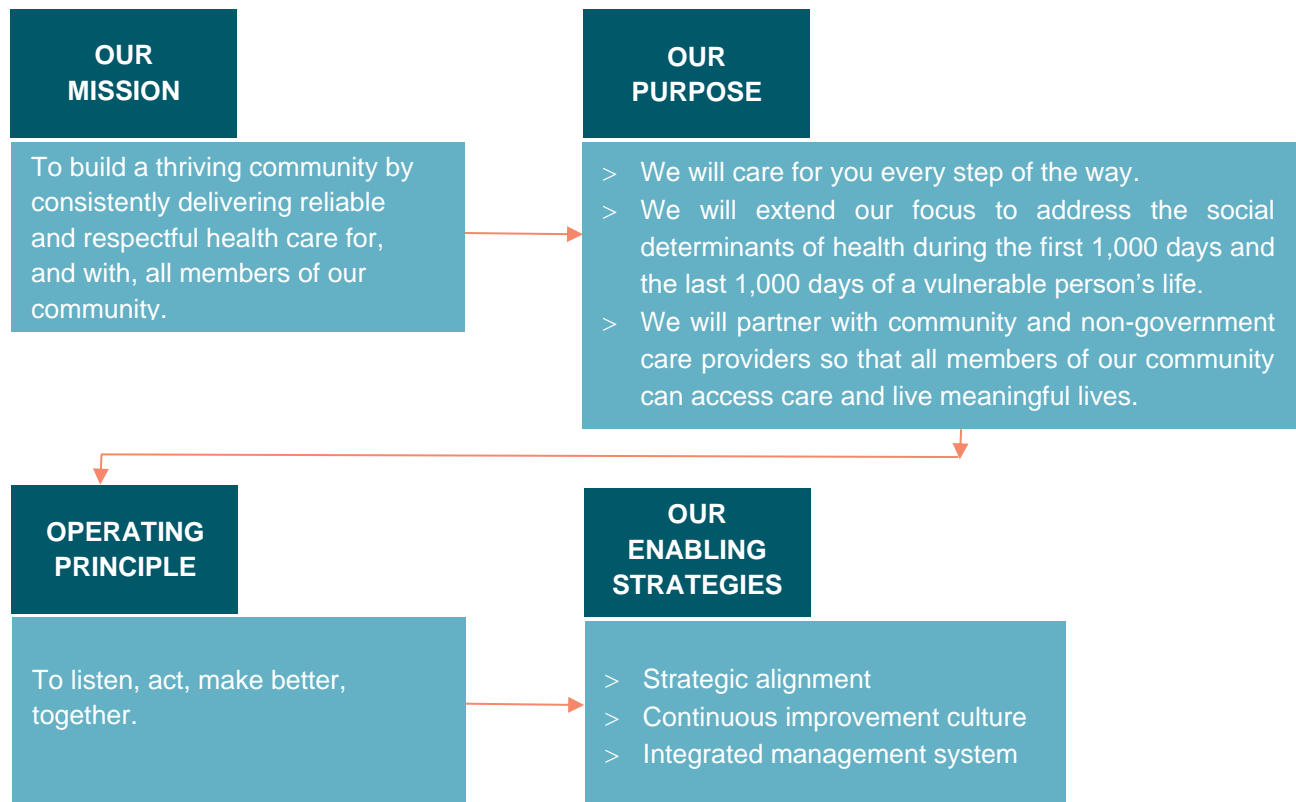 OUR
MISSION
To build a thriving community by
consistently delivering reliable
and respectful health care for,
and with, all members of our
community.
OUR
PURPOSE
> We will care for you every step of the way.
> We will extend our focus to address the social
determinants of health during the first 1,000 days and
the last 1,000 days of a vulnerable person’s life.
> We will partner with community and non-government
care providers so that all members of our community
can access care and live meaningful lives.
OPERATING
PRINCIPLE
To listen, act, make better,
together.
OUR
ENABLING
STRATEGIES
> Strategic alignment
> Continuous improvement culture
> Integrated management system